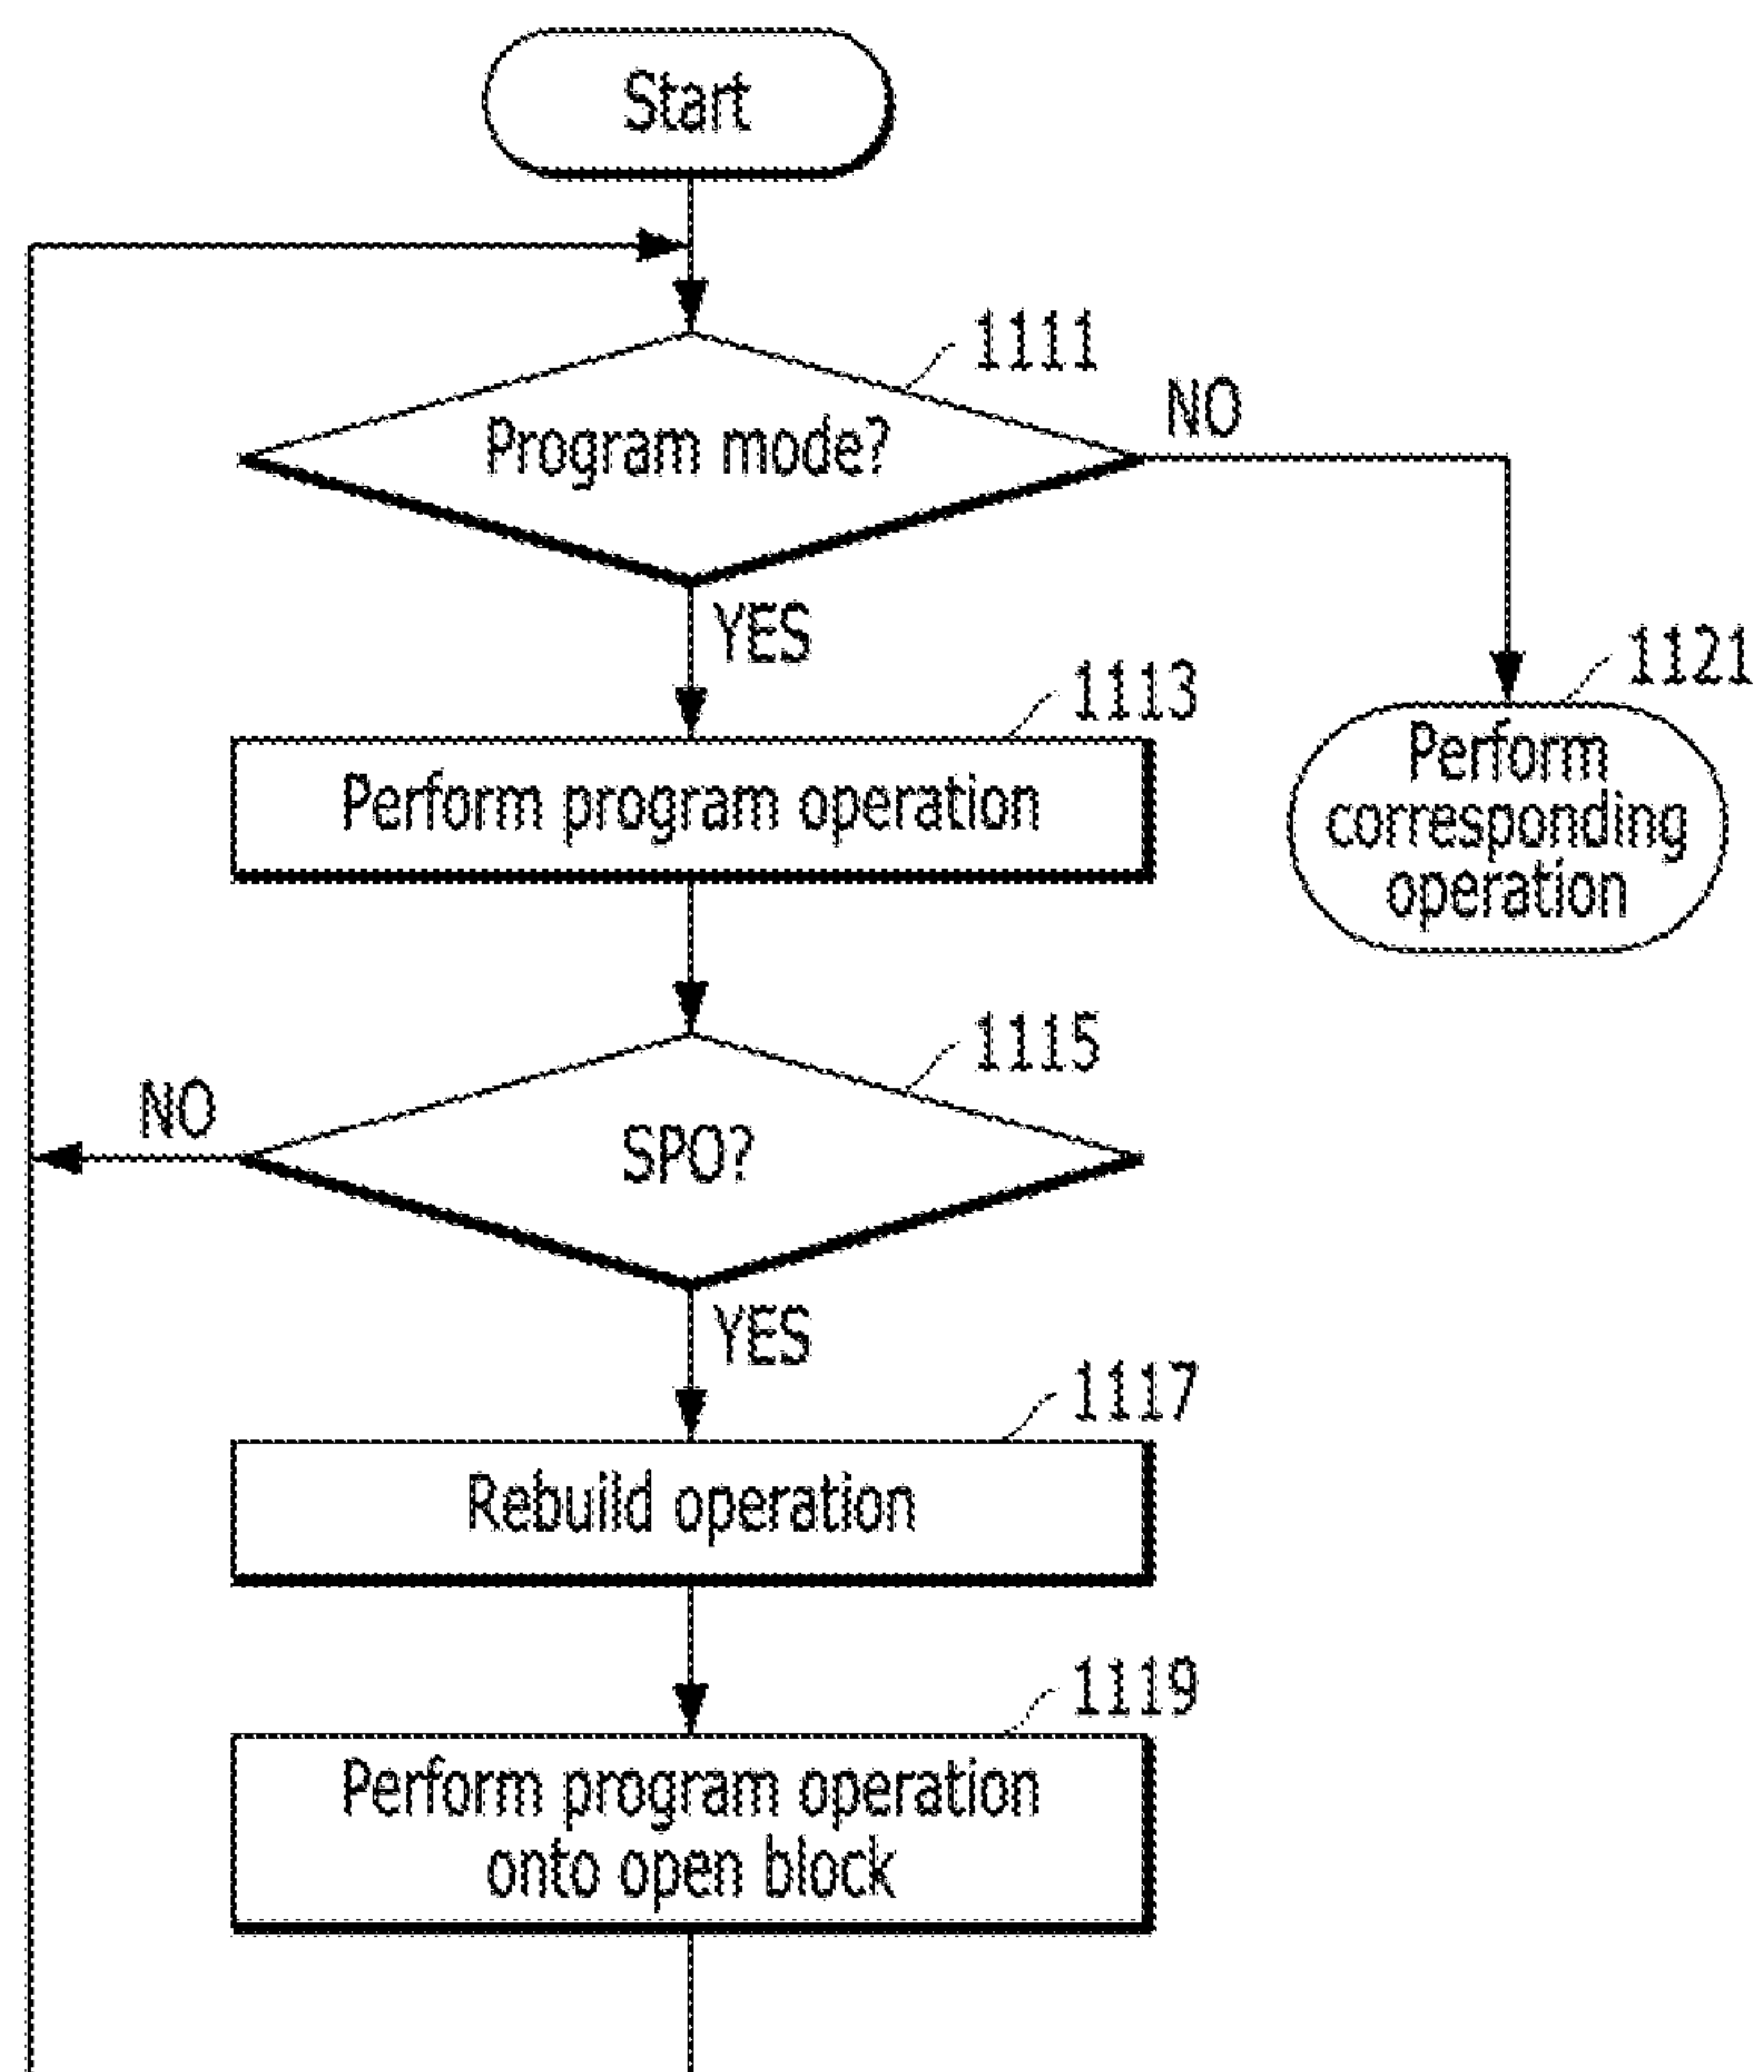 Start
1111
Program mode?
NO
YES
1113
Perform program operation
1121
Perform
corresponding
operation
1115
SPO?
NO
YES
1117
Rebuild operation
1119
Perform program operation
onto open block